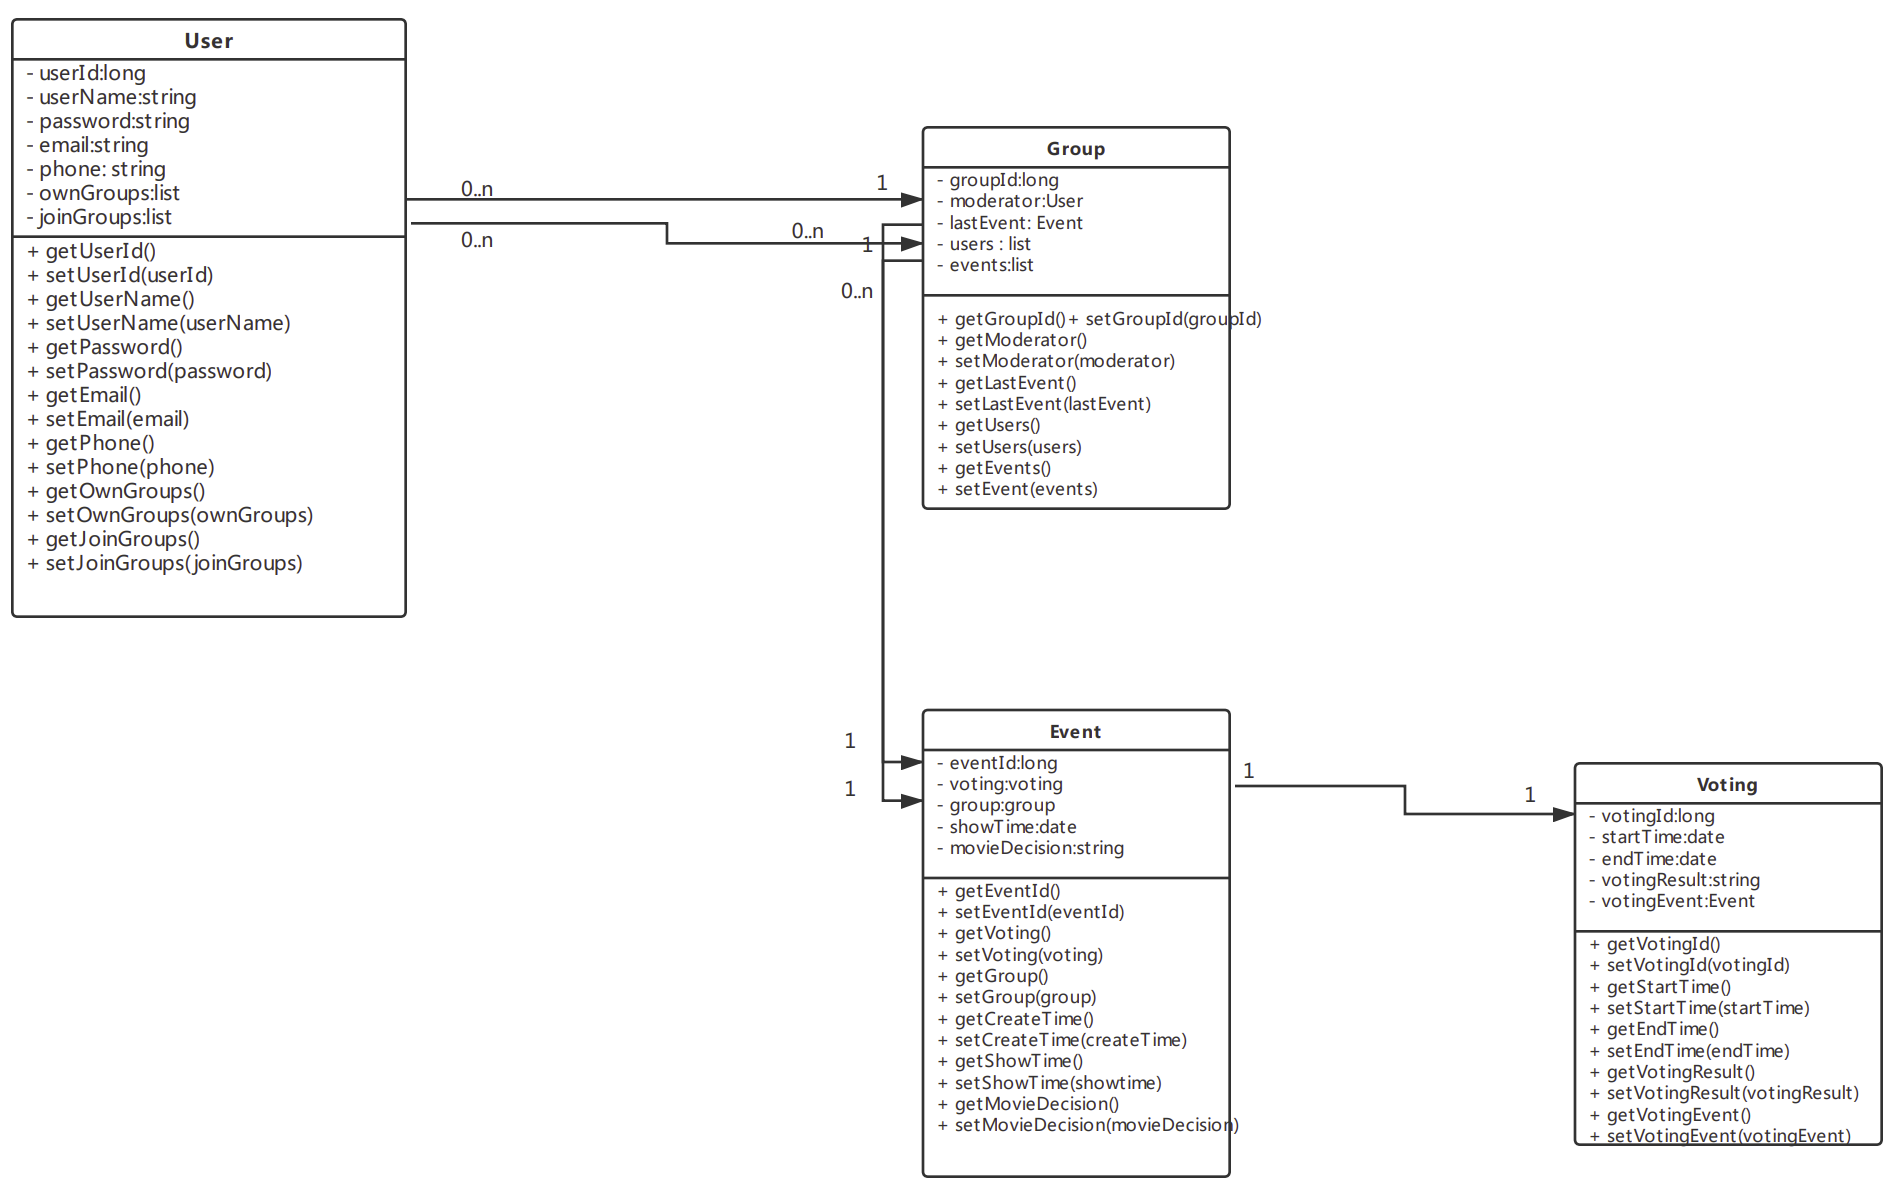 User
- userId:long
- userName:string
- password:string
- email:string
- phone: string
- ownGroups:list
- joinGroups:list
+ getUserId()
+ setUserId(userId)
+ getUserName()
+ setUserName(userName)
+ getPassword()
+ setPassword(password)
+ getEmail()
+ setEmail(email)
+ getPhone()
+ setPhone(phone)
+ getOwnGroups()
+ setOwnGroups(ownGroups)
+ getJoinGroups()
+ setJoinGroups(joinGroups)
0..n
1
0..n
0..n
1
0..n
Group
- groupId:long
- moderator:User
- lastEvent: Event
- users : list
- events:list
+ getGroupId()+ setGroupId(groupId)
+ getModerator()
+ setModerator(moderator)
+ getLastEvent()
+ setLastEvent(lastEvent)
+ getUsers()
+ setUsers(users)
+ getEvents()
+ setEvent(events)
1
1
Event
- eventId:long
- voting:voting
- group:group
- showTime:date
- movieDecision:string
+ getEventId()
+ setEventId(eventId)
+ getVoting()
+ setVoting(voting)
+ getGroup()
+ setGroup(group)
+ getCreateTime()
+ setCreateTime(createTime)
+ getShowTime()
+ setShowTime(showtime)
+ getMovieDecision()
+ setMovieDecision(movieDecision)
1
1
Voting
- votingId:long
- startTime:date
- endTime:date
- votingResult:string
- votingEvent:Event
+ getVotingId()
+ setVotingId(votingId)
+ getStartTime()
+ setStartTime(startTime)
+ getEndTime()
+ setEndTime(endTime)
+ getVotingResult()
+ setVotingResult(votingResult)
+ getVotingEvent()
+ setVotingEvent(votingEvent)